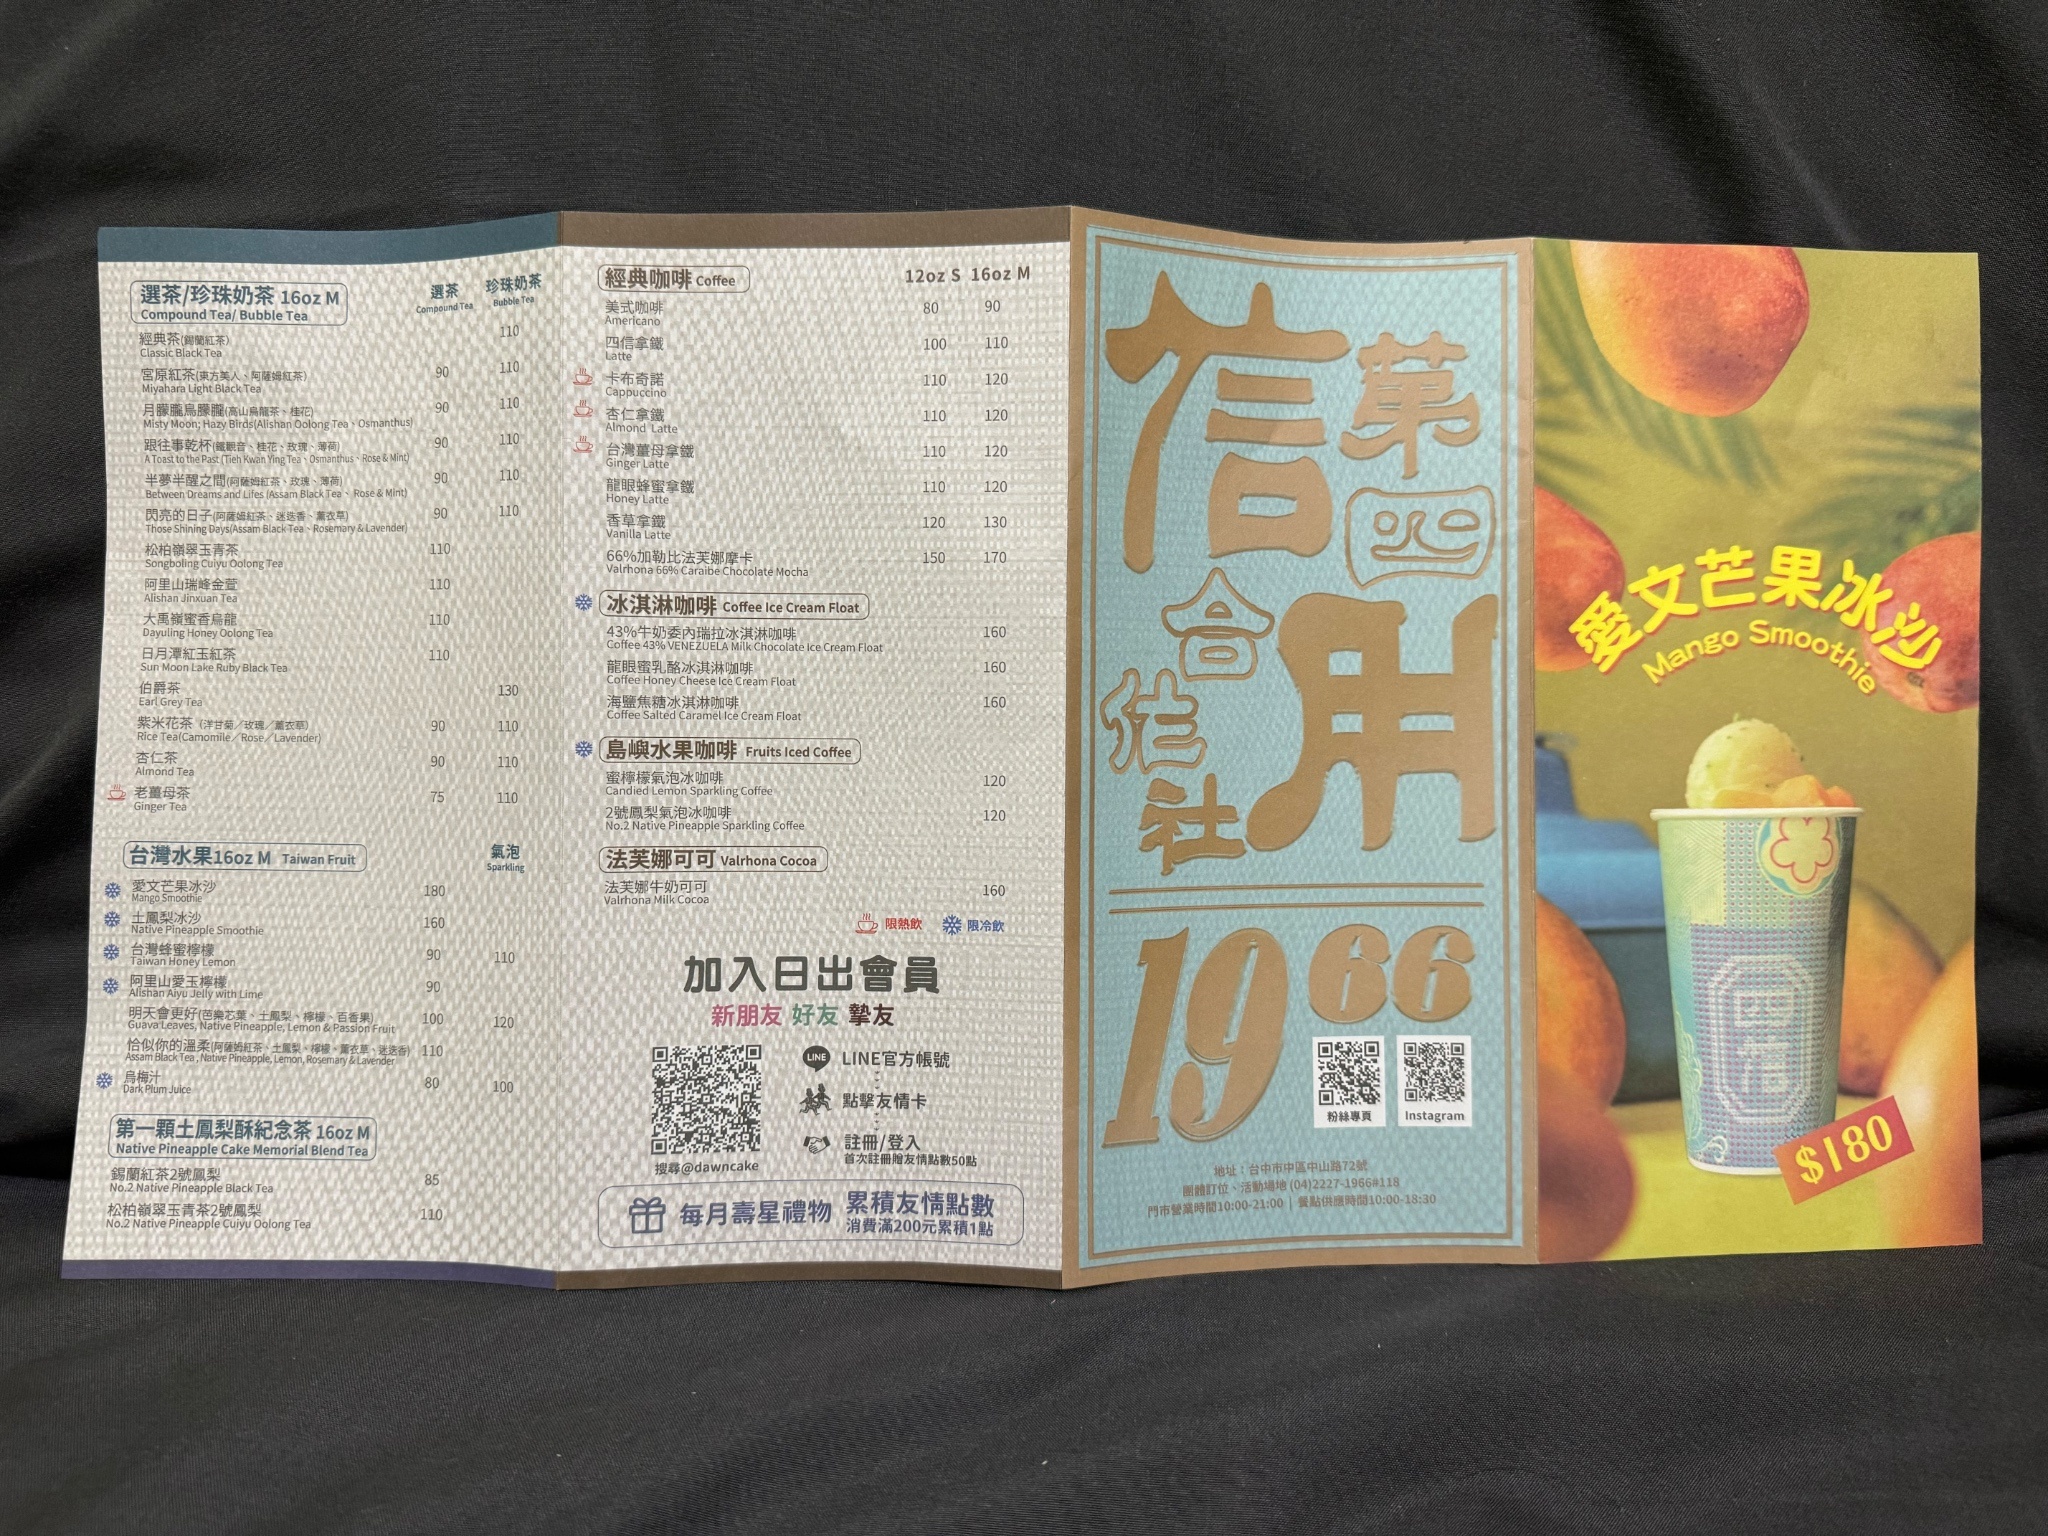 選茶/珍珠奶茶 16oz M
Compound Tea/ Bubble Tea
選茶
Compound Tea
珍珠奶茶
Bubble Tea
經典茶(錫蘭紅茶) 110
Classic Black Tea
宮原紅茶(東方美人、阿薩姆紅茶) 90 110
Miyahara Light Black Tea
月朦朧鳥朦朧(高山烏龍茶、桂花) 90 110
Misty Moon; Hazy Birds(Alishan Oolong Tea、Osmanthus)
跟往事乾杯(鐵觀音、桂花、玫瑰、薄荷) 90 110
A Toast to the Past (Tieh Kwan Ying Tea、Osmanthus、Rose & Mint)
半夢半醒之間(阿薩姆紅茶、玫瑰、薄荷) 90 110
Between Dreams and Lifes (Assam Black Tea、Rose & Mint)
閃亮的日子(阿薩姆紅茶、迷迭香、薰衣草) 90 110
Those Shining Days(Assam Black Tea、Rosemary & Lavender)
松柏嶺翠玉青茶 110
Songboling Cuiyu Oolong Tea
阿里山瑞峰金萱 110
Alishan Jinxuan Tea
大禹嶺蜜香烏龍 110
Dayuling Honey Oolong Tea
日月潭紅玉紅茶 110
Sun Moon Lake Ruby Black Tea
伯爵茶 130
Earl Grey Tea
紫米花茶（洋甘菊／玫瑰／薰衣草） 90 110
Rice Tea(Camomile／Rose／Lavender)
杏仁茶 90 110
Almond Tea
老薑母茶 75 110
Ginger Tea
台灣水果16oz M Taiwan Fruit
氣泡
Sparkling
愛文芒果冰沙 180
Mango Smoothie
土鳳梨冰沙 160
Native Pineapple Smoothie
台灣蜂蜜檸檬 90 110
Taiwan Honey Lemon
阿里山愛玉檸檬 90
Alishan Aiyu Jelly with Lime
明天會更好(芭樂芯葉、土鳳梨、檸檬、百香果) 100 120
Guava Leaves, Native Pineapple, Lemon & Passion Fruit
恰似你的溫柔(阿薩姆紅茶、土鳳梨、檸檬、薰衣草、迷迭香) 110
Assam Black Tea , Native Pineapple, Lemon, Rosemary & Lavender
烏梅汁 80 100
Dark Plum Juice
第一顆土鳳梨酥紀念茶 16oz M
Native Pineapple Cake Memorial Blend Tea
錫蘭紅茶2號鳳梨 85
No.2 Native Pineapple Black Tea
松柏嶺翠玉青茶2號鳳梨 110
No.2 Native Pineapple Cuiyu Oolong Tea
經典咖啡 Coffee 12oz S 16oz M
美式咖啡 80 90
Americano
四信拿鐵 100 110
Latte
卡布奇諾 110 120
Cappuccino
杏仁拿鐵 110 120
Almond Latte
台灣薑母拿鐵 110 120
Ginger Latte
龍眼蜂蜜拿鐵 110 120
Honey Latte
香草拿鐵 120 130
Vanilla Latte
66%加勒比法芙娜摩卡 150 170
Valrhona 66% Caraibe Chocolate Mocha
冰淇淋咖啡 Coffee Ice Cream Float
43%牛奶委內瑞拉冰淇淋咖啡 160
Coffee 43% VENEZUELA Milk Chocolate Ice Cream Float
龍眼蜜乳酪冰淇淋咖啡 160
Coffee Honey Cheese Ice Cream Float
海鹽焦糖冰淇淋咖啡 160
Coffee Salted Caramel Ice Cream Float
島嶼水果咖啡 Fruits Iced Coffee
蜜檸檬氣泡冰咖啡 120
Candied Lemon Sparkling Coffee
2號鳳梨氣泡冰咖啡 120
No.2 Native Pineapple Sparkling Coffee
法芙娜可可 Valrhona Cocoa
法芙娜牛奶可可 160
Valrhona Milk Cocoa
限熱飲 限冷飲
加入日出會員
新朋友 好友 摯友
LINE LINE官方帳號
點擊友情卡
註冊/登入
首次註冊贈友情點數50點
搜尋@dawncake
每月壽星禮物
累積友情點數
消費滿200元累積1點
第四
信用
合作社
1966
粉絲專頁
Instagram
地址：台中市中區中山路72號
團體訂位、活動場地 (04)2227-1966#118
門市營業時間10:00-21:00｜餐點供應時間10:00-18:30
愛文芒果冰沙
Mango Smoothie
四信
$180